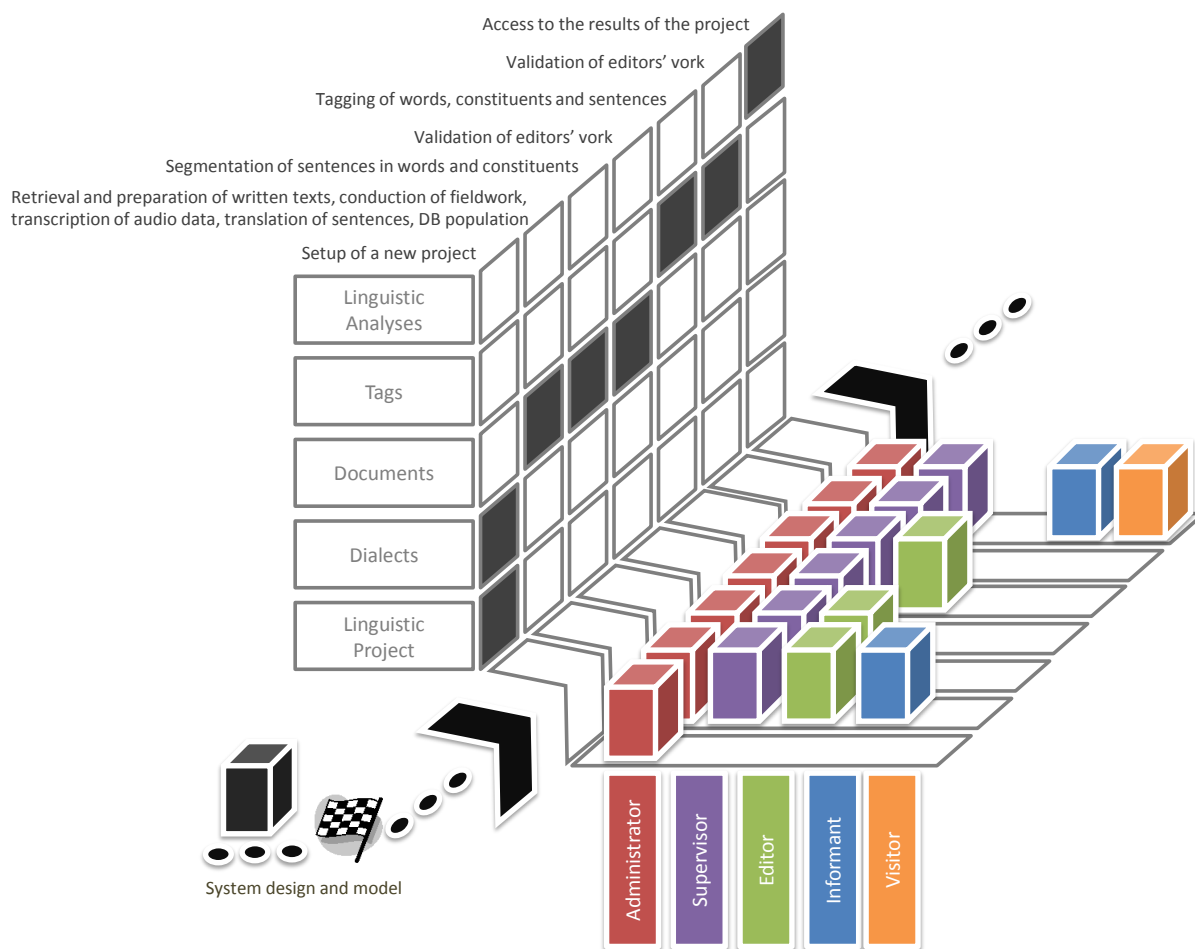 Access to the results of the project
Validation of editors' vork
Tagging of words, constituents and sentences
Validation of editors' vork
Segmentation of sentences in words and constituents
Retrieval and preparation of written texts, conduction of fieldwork,
transcription of audio data, translation of sentences, DB population
Setup of a new project
Linguistic
Analyses
Tags
Documents
Dialects
Linguistic
Project
System design and model
Administrator
Supervisor
Editor
Informant
Visitor